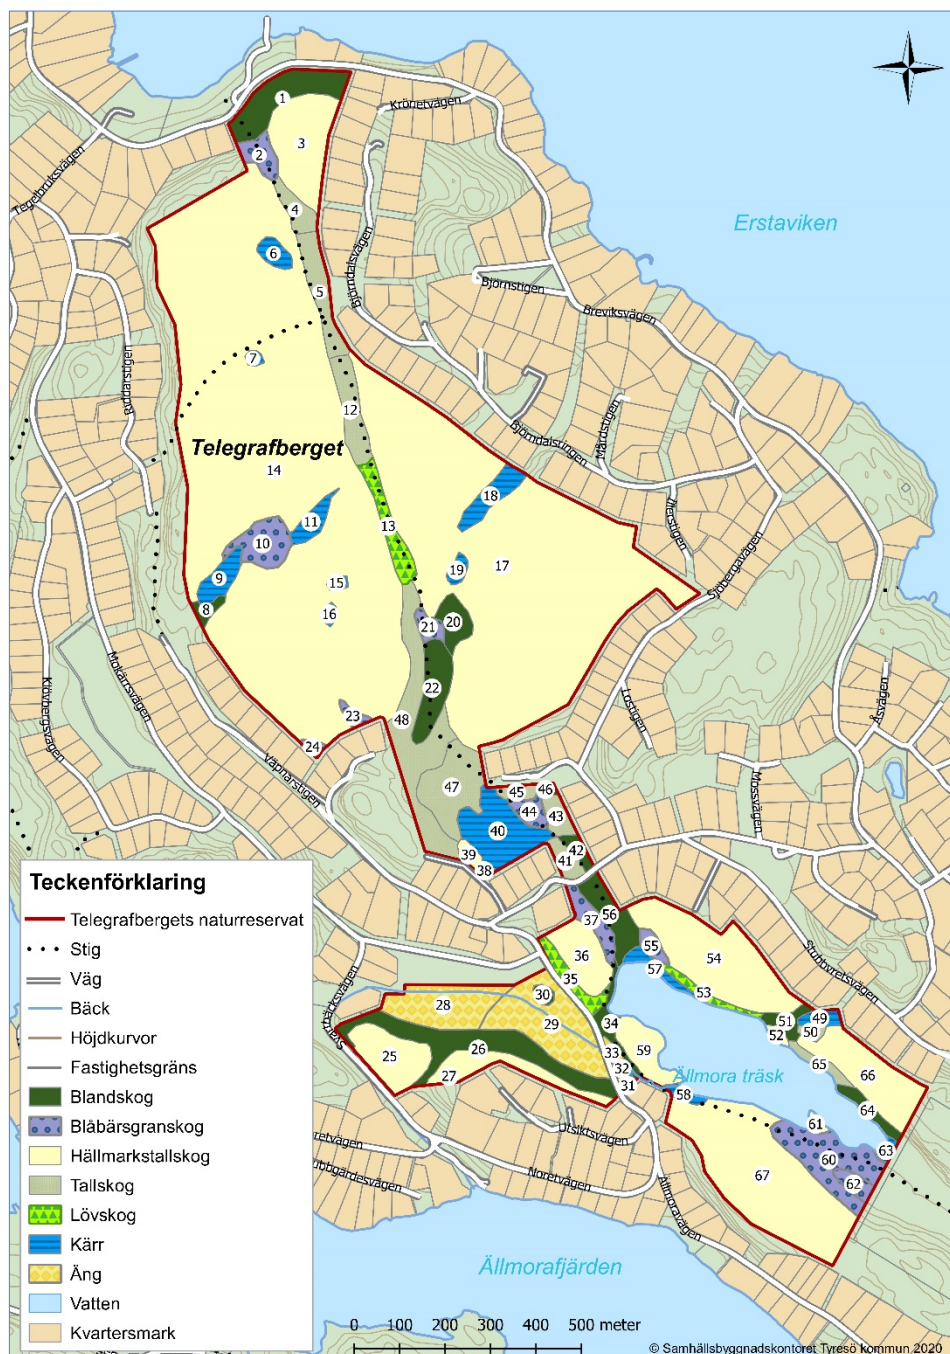 Erstaviken
Krönetvägen
Tegelbruksvägen
Björndalsvägen
Björnstigen
Breviksvägen
Riddarstigen
Mårdstigen
Björndalsstigen
Telegrafberget
Illerstigen
Sjöbergavägen
Mokärrsvägen
Klövbergsvägen
Lostigen
Åsvägen
Vapnarstigen
Mossvägen
Stubbvretsvägen
Ällmora träsk
Utsiktsvägen
Noretvägen
Ällmoravägen
Ällmorafjärden
1
2
3
4
5
6
7
8
9
10
11
12
13
14
15
16
17
18
19
20
21
22
23
24
25
26
27
28
29
30
31
32
33
34
35
36
37
38
39
40
41
42
43
44
45
46
47
48
49
50
51
52
53
54
55
56
57
58
59
60
61
62
63
64
65
66
67
Teckenförklaring
Telegrafbergets naturreservat
Stig
Väg
Bäck
Höjdkurvor
Fastighetsgräns
Blandskog
Blåbärsgranskog
Hällmarkstallskog
Tallskog
Lövskog
Kärr
Äng
Vatten
Kvartersmark
0 100 200 300 400 500 meter
© Samhällsbyggnadskontoret Tyresö kommun 2020